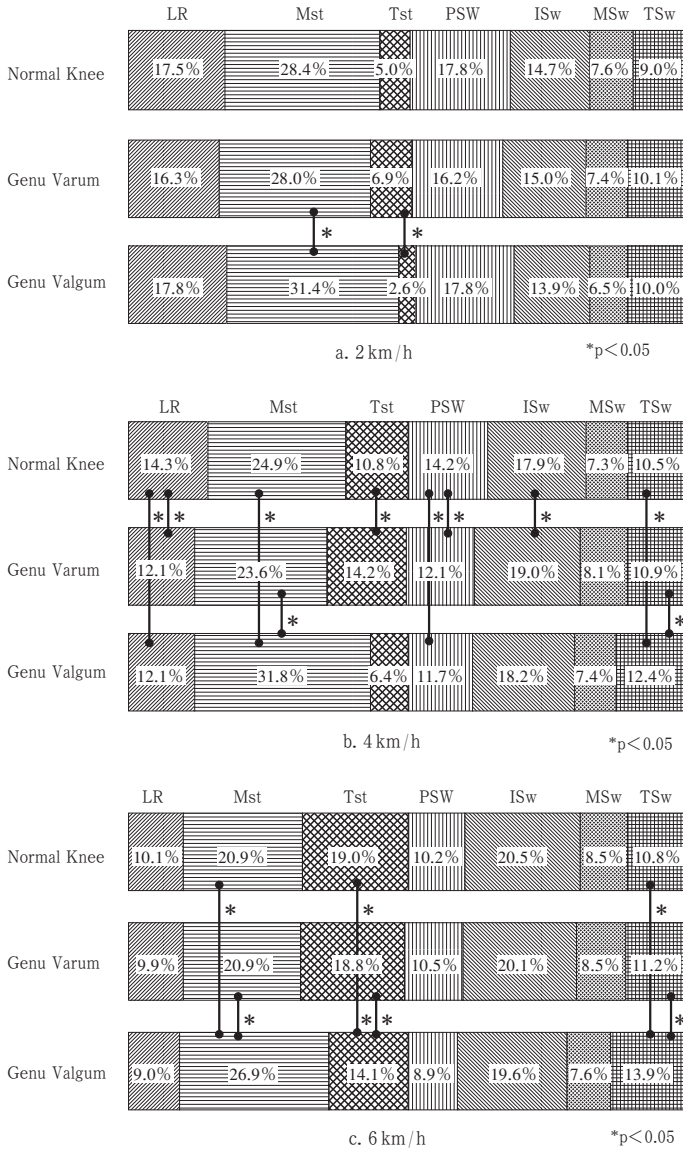 LR Mst Tst PSW ISw MSw TSw
Normal Knee 17.5% 28.4% 5.0% 17.8% 14.7% 7.6% 9.0%
Genu Varum 16.3% 28.0% 6.9% 16.2% 15.0% 7.4% 10.1%
* *
Genu Valgum 17.8% 31.4% 2.6% 17.8% 13.9% 6.5% 10.0%
a. 2 km/h *p<0.05
LR Mst Tst PSW ISw MSw TSw
Normal Knee 14.3% 24.9% 10.8% 14.2% 17.9% 7.3% 10.5%
* * * * * * * *
Genu Varum 12.1% 23.6% 14.2% 12.1% 19.0% 8.1% 10.9%
* *
Genu Valgum 12.1% 31.8% 6.4% 11.7% 18.2% 7.4% 12.4%
b. 4 km/h *p<0.05
LR Mst Tst PSW ISw MSw TSw
Normal Knee 10.1% 20.9% 19.0% 10.2% 20.5% 8.5% 10.8%
* * *
Genu Varum 9.9% 20.9% 18.8% 10.5% 20.1% 8.5% 11.2%
* * * *
Genu Valgum 9.0% 26.9% 14.1% 8.9% 19.6% 7.6% 13.9%
c. 6 km/h *p<0.05